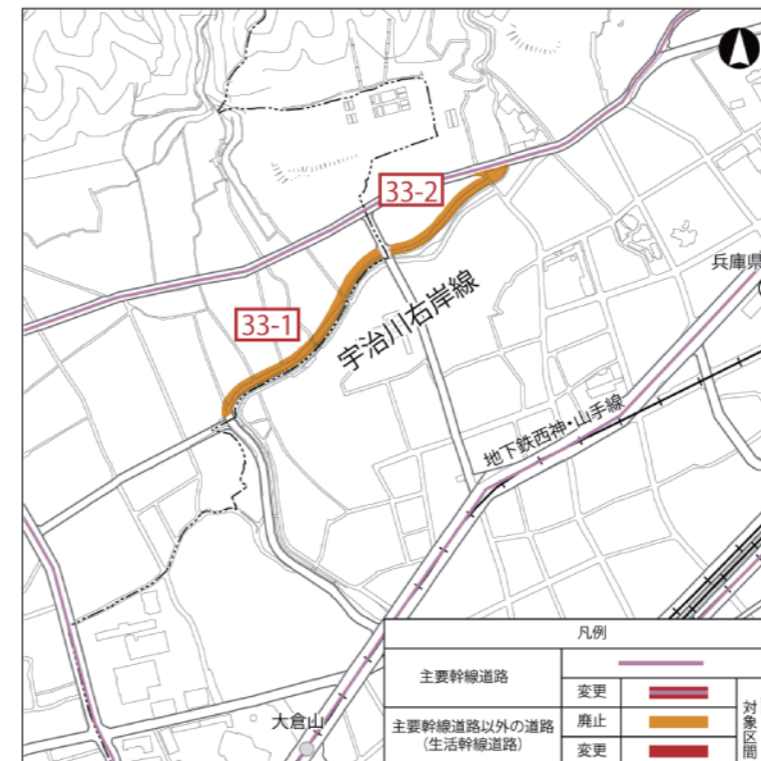 33-2
兵庫県
33-1
宇治川右岸線
地下鉄西神・山手線
大倉山
凡例
主要幹線道路
変更
主要幹線道路以外の道路
(生活幹線道路)
廃止
変更
対象区間